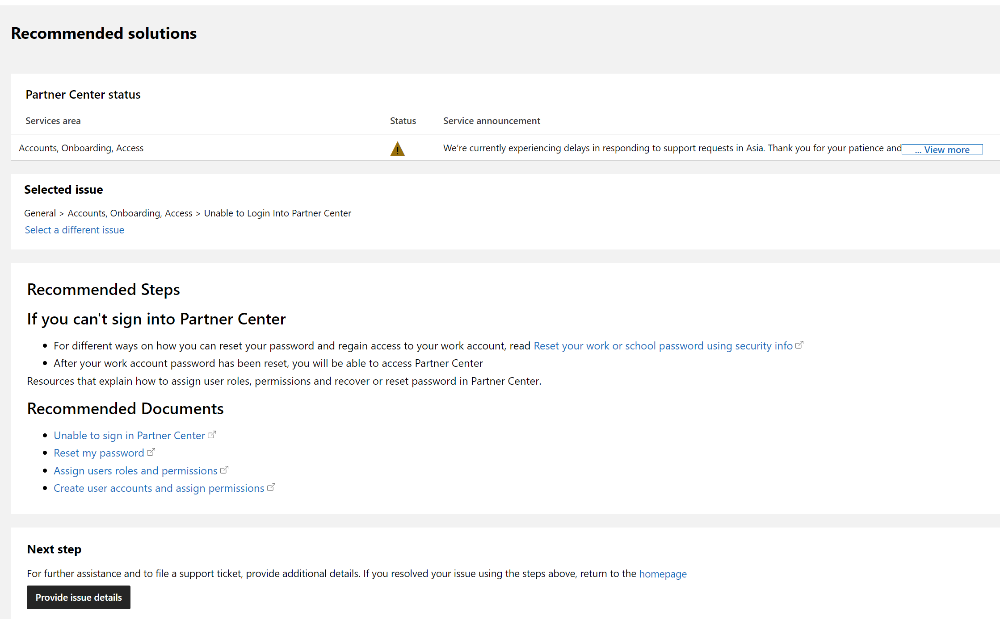 Recommended solutions
Partner Center status
Services area Status Service announcement
Accounts, Onboarding, Access We're currently experiencing delays in responding to support requests in Asia. Thank you for your patience and ... View more
Selected issue
General > Accounts, Onboarding, Access > Unable to Login Into Partner Center
Select a different issue
Recommended Steps
If you can't sign into Partner Center
• For different ways on how you can reset your password and regain access to your work account, read Reset your work or school password using security info
• After your work account password has been reset, you will be able to access Partner Center
Resources that explain how to assign user roles, permissions and recover or reset password in Partner Center.
Recommended Documents
• Unable to sign in Partner Center
• Reset my password
• Assign users roles and permissions
• Create user accounts and assign permissions
Next step
For further assistance and to file a support ticket, provide additional details. If you resolved your issue using the steps above, return to the homepage
Provide issue details